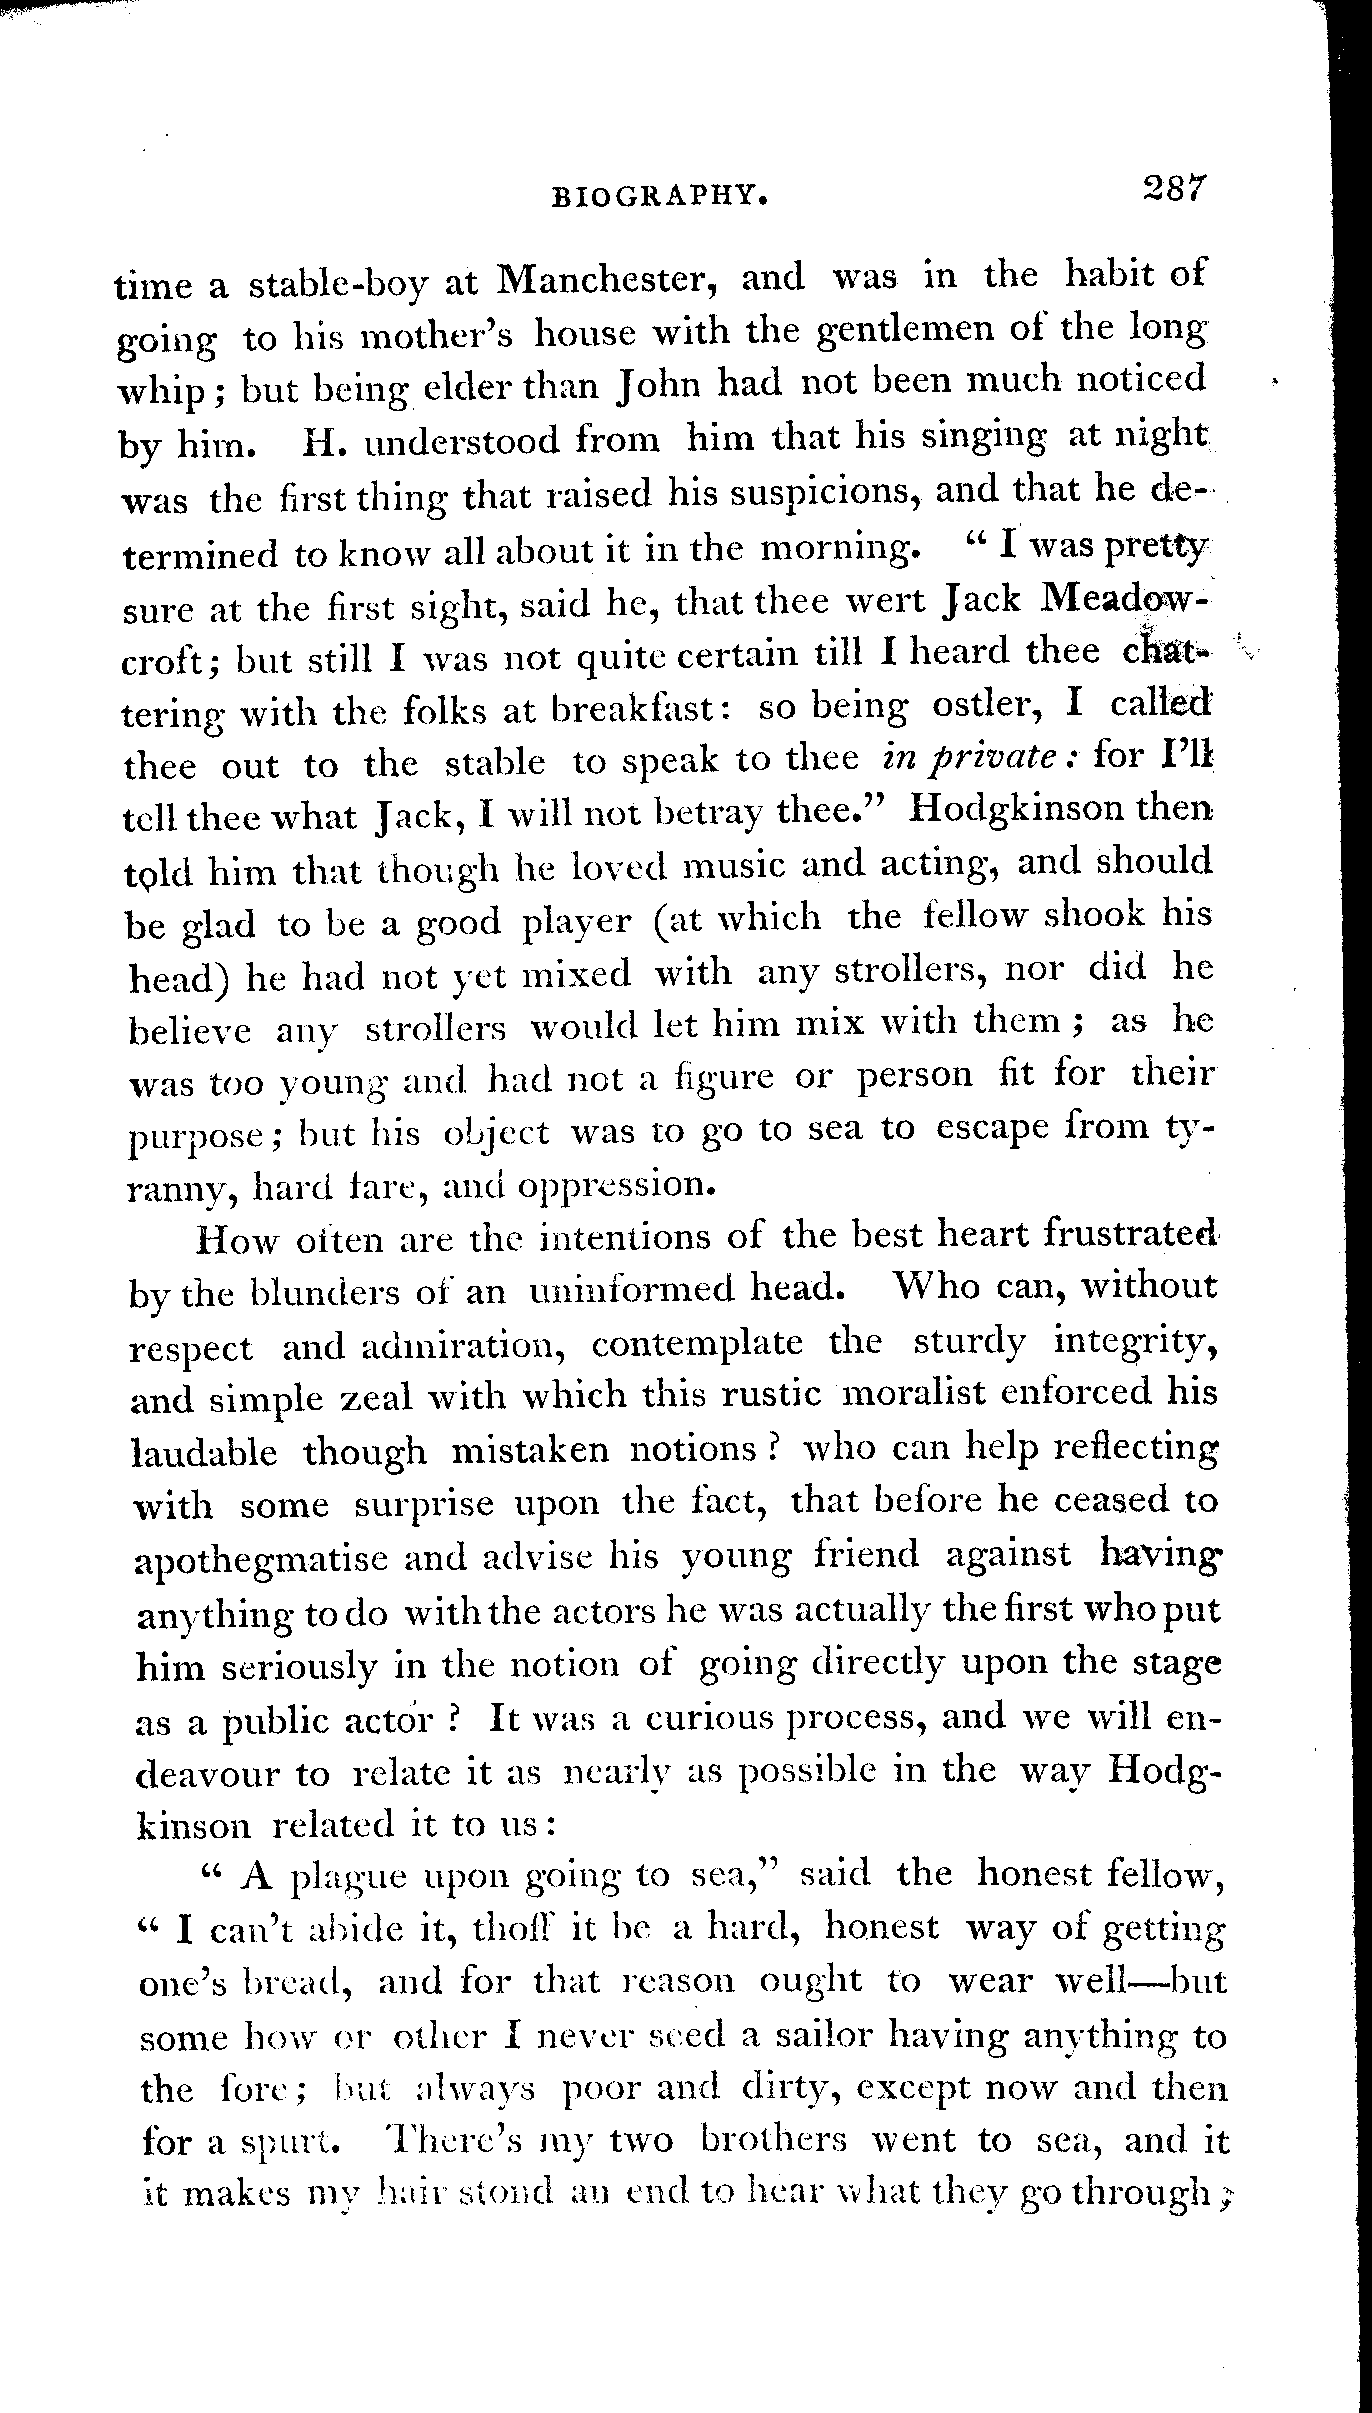 BIOGRAPHY. 287
time a stable-boy at Manchester, and was in the habit of
going to his mother's house with the gentlemen of the long
whip; but being elder than John had not been much noticed
by him. H. understood from him that his singing at night
was the first thing that raised his suspicions, and that he de-
termined to know all about it in the morning. "I was pretty
sure at the first sight, said he, that thee wert Jack Meadow-
croft; but still I was not quite certain till I heard thee chat-
tering with the folks at breakfast: so being ostler, I called
thee out to the stable to speak to thee in private: for I'll
tell thee what Jack, I will not betray thee." Hodgkinson then
told him that though he loved music and acting, and should
be glad to be a good player (at which the fellow shook his
head) he had not yet mixed with any strollers, nor did he
believe any strollers would let him mix with them; as he
was too young and had not a figure or person fit for their
purpose; but his object was to go to sea to escape from ty-
ranny, hard fare, and oppression.
How often are the intentions of the best heart frustrated
by the blunders of an uninformed head. Who can, without
respect and admiration, contemplate the sturdy integrity,
and simple zeal with which this rustic moralist enforced his
laudable though mistaken notions? who can help reflecting
with some surprise upon the fact, that before he ceased to
apothegmatise and advise his young friend against having
anything to do with the actors he was actually the first who put
him seriously in the notion of going directly upon the stage
as a public actor? It was a curious process, and we will en-
deavour to relate it as nearly as possible in the way Hodg-
kinson related it to us:
"A plague upon going to sea," said the honest fellow,
"I can't abide it, thoff it be a hard, honest way of getting
one's bread, and for that reason ought to wear well—but
some how or other I never seed a sailor having anything to
the fore; but always poor and dirty, except now and then
for a spurt. There's my two brothers went to sea, and it
it makes my hair stond an end to hear what they go through;